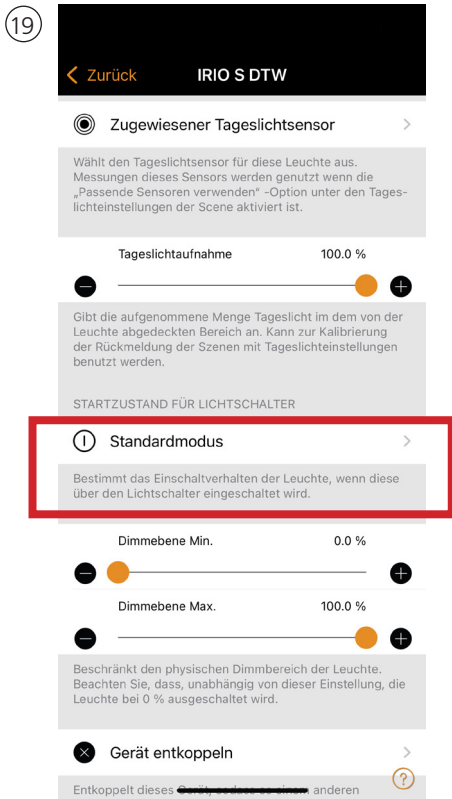 19
Zurück IRIO S DTW
Zugewiesener Tageslichtsensor
Wählt den Tageslichtsensor für diese Leuchte aus.
Messungen dieses Sensors werden genutzt wenn die
„Passende Sensoren verwenden“ -Option unter den Tages-
lichteinstellungen der Scene aktiviert ist.
Tageslichtaufnahme 100.0 %
Gibt die aufgenommene Menge Tageslicht im dem von der
Leuchte abgedeckten Bereich an. Kann zur Kalibrierung
der Rückmeldung der Szenen mit Tageslichteinstellungen
benutzt werden.
STARTZUSTAND FÜR LICHTSCHALTER
Standardmodus
Bestimmt das Einschaltverhalten der Leuchte, wenn diese
über den Lichtschalter eingeschaltet wird.
Dimmebene Min. 0.0 %
Dimmebene Max. 100.0 %
Beschränkt den physischen Dimmbereich der Leuchte.
Beachten Sie, dass, unabhängig von dieser Einstellung, die
Leuchte bei 0 % ausgeschaltet wird.
Gerät entkoppeln
?
Entkoppelt dieses anderen